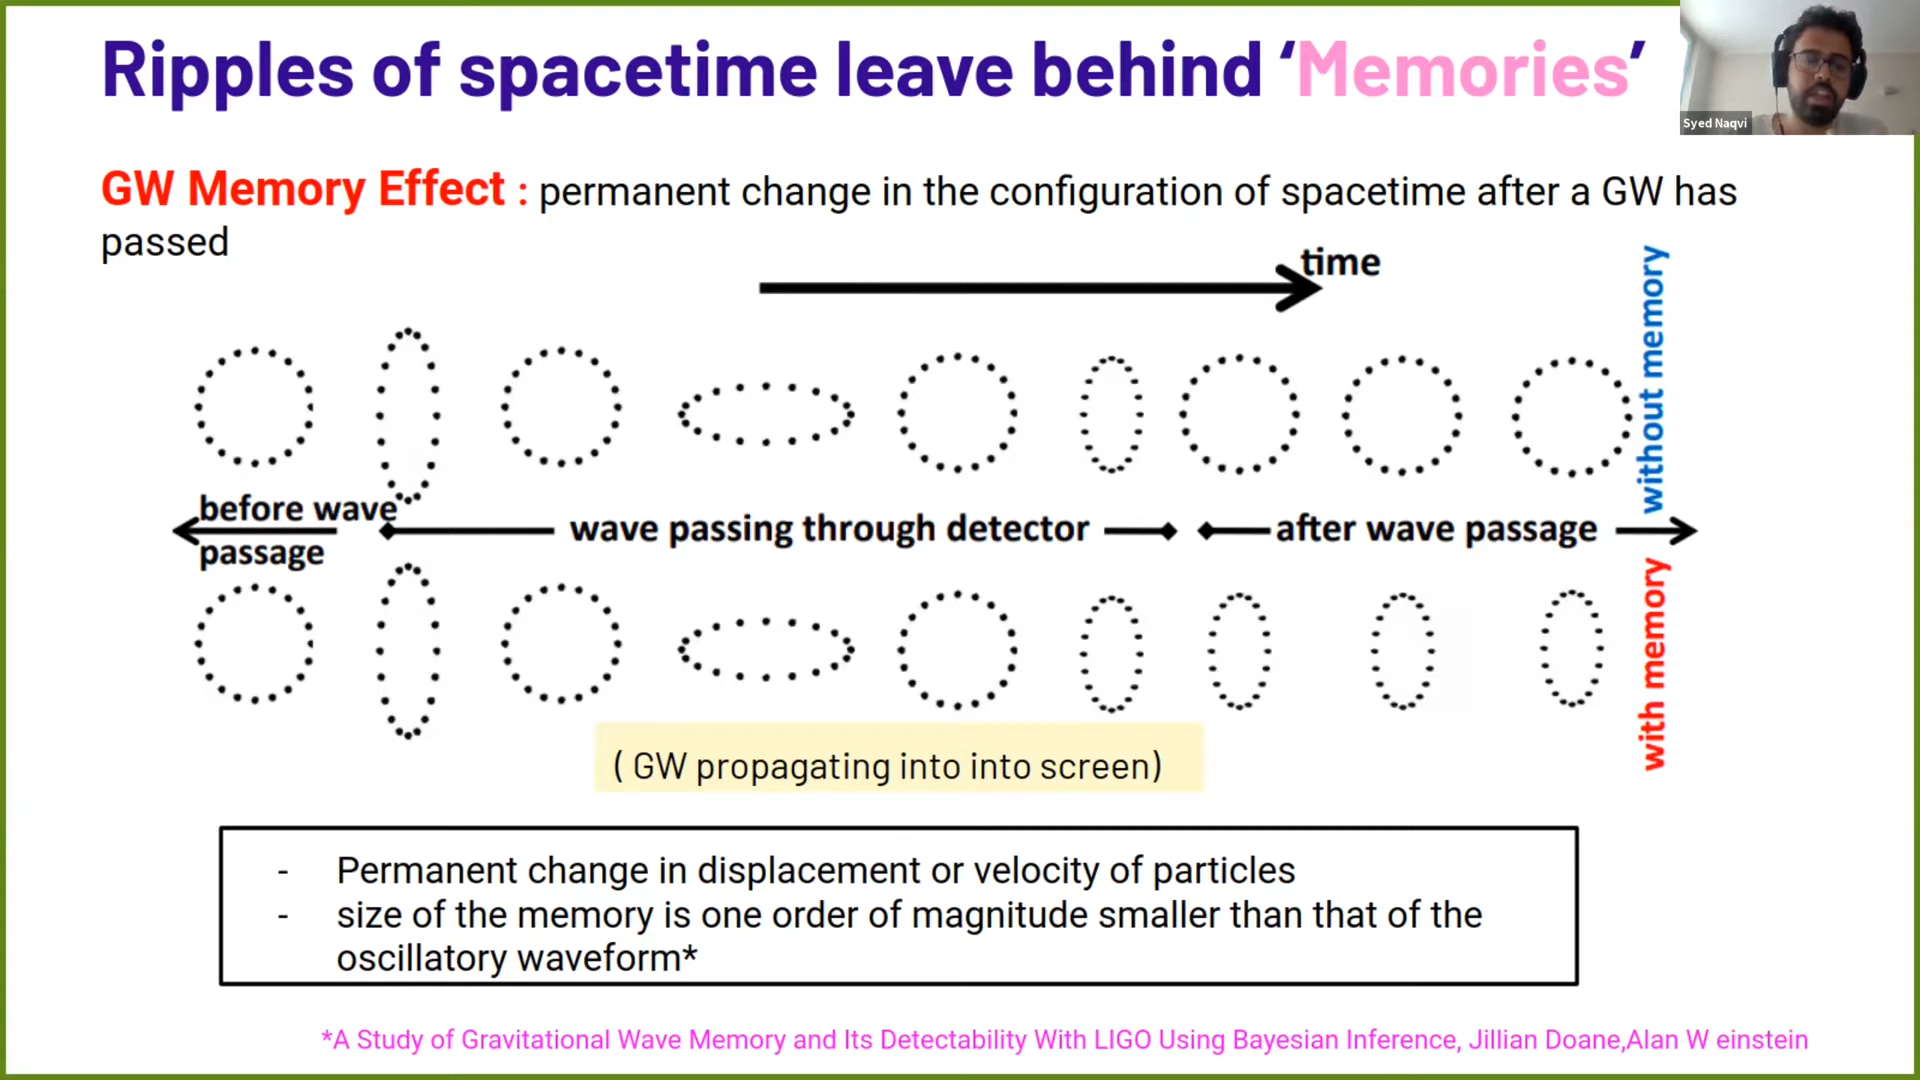 Ripples of spacetime leave behind ‘Memories’
Syed Naqvi
GW Memory Effect : permanent change in the configuration of spacetime after a GW has
passed
time
without memory
before wave
passage
wave passing through detector
after wave passage
with memory
( GW propagating into into screen)
- Permanent change in displacement or velocity of particles
- size of the memory is one order of magnitude smaller than that of the
oscillatory waveform*
*A Study of Gravitational Wave Memory and Its Detectability With LIGO Using Bayesian Inference, Jillian Doane,Alan W einstein